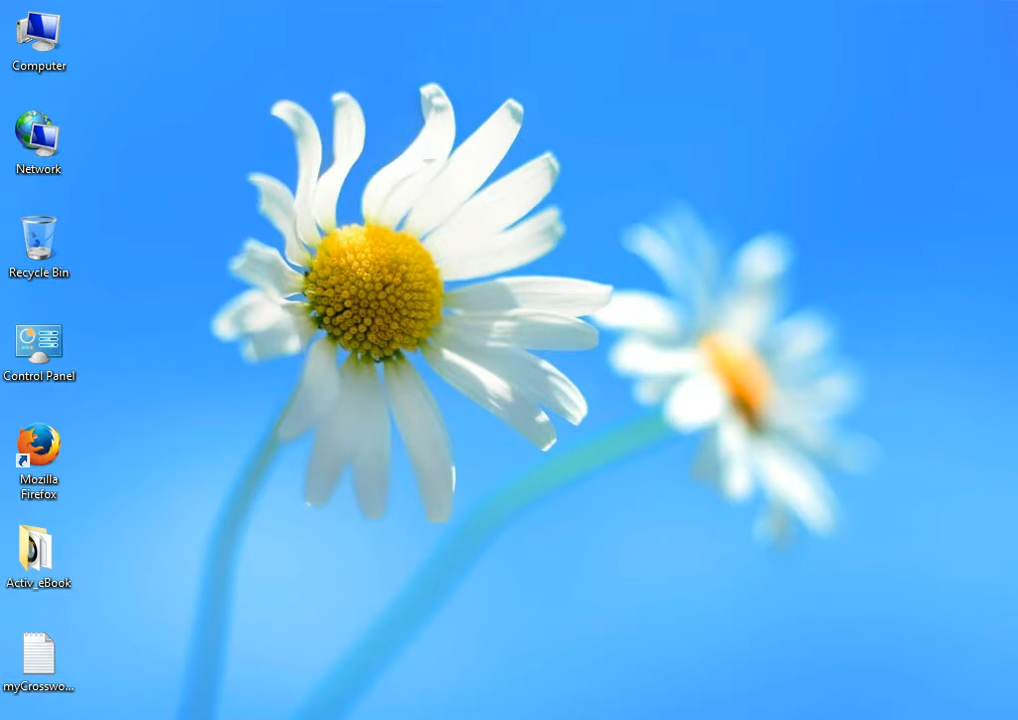 Computer
Network
Recycle Bin
Control Panel
Mozilla
Firefox
Activ_eBook
myCrosswo...